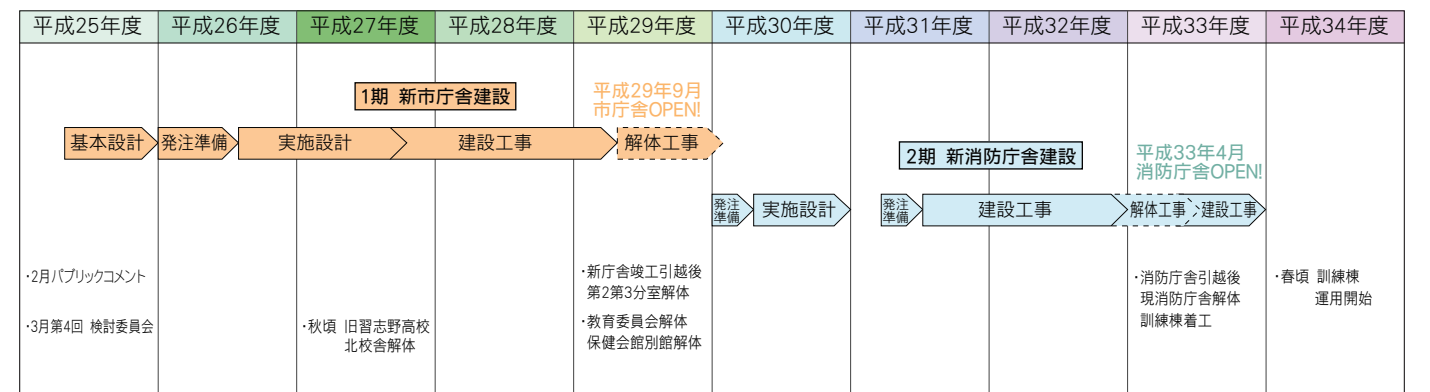 平成25年度 平成26年度 平成27年度 平成28年度 平成29年度 平成30年度 平成31年度 平成32年度 平成33年度 平成34年度
1期 新市庁舎建設
平成29年9月
市庁舎OPEN!
基本設計 発注準備 実施設計 建設工事 解体工事
2期 新消防庁舎建設
平成33年4月
消防庁舎OPEN!
発注
準備
実施設計
発注
準備
建設工事 解体工事 建設工事
・2月パブリックコメント
・3月第4回 検討委員会
・秋頃 旧習志野高校
北校舎解体
・新庁舎竣工引越後
第2第3分室解体
・教育委員会解体
保健会館別館解体
・消防庁舎引越後
現消防庁舎解体
訓練棟着工
・春頃 訓練棟
運用開始